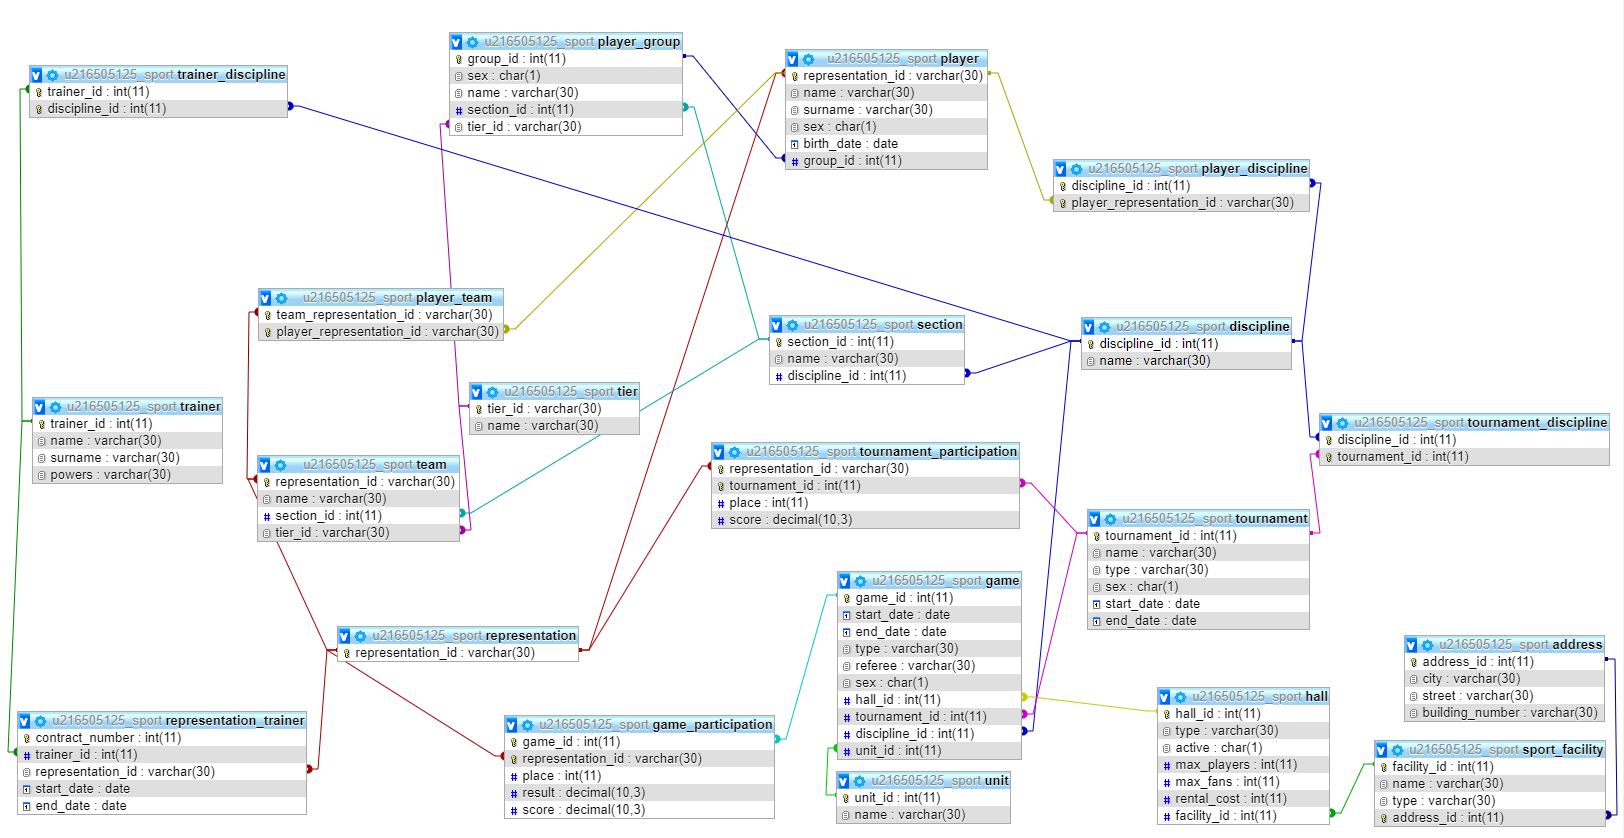 u216505125_sport player_group
group_id : int(11)
sex : char(1)
name : varchar(30)
section_id : int(11)
tier_id : varchar(30)
u216505125_sport player
representation_id : varchar(30)
name : varchar(30)
surname : varchar(30)
sex : char(1)
birth_date : date
group_id : int(11)
u216505125_sport trainer_discipline
trainer_id : int(11)
discipline_id : int(11)
u216505125_sport player_discipline
discipline_id : int(11)
player_representation_id : varchar(30)
u216505125_sport player_team
team_representation_id : varchar(30)
player_representation_id : varchar(30)
u216505125_sport section
section_id : int(11)
name : varchar(30)
discipline_id : int(11)
u216505125_sport discipline
discipline_id : int(11)
name : varchar(30)
u216505125_sport tier
tier_id : varchar(30)
name : varchar(30)
u216505125_sport trainer
trainer_id : int(11)
name : varchar(30)
surname : varchar(30)
powers : varchar(30)
u216505125_sport tournament_discipline
discipline_id : int(11)
tournament_id : int(11)
u216505125_sport team
representation_id : varchar(30)
name : varchar(30)
section_id : int(11)
tier_id : varchar(30)
u216505125_sport tournament_participation
representation_id : varchar(30)
tournament_id : int(11)
place : int(11)
score : decimal(10,3)
u216505125_sport tournament
tournament_id : int(11)
name : varchar(30)
type : varchar(30)
sex : char(1)
start_date : date
end_date : date
u216505125_sport game
game_id : int(11)
start_date : date
end_date : date
type : varchar(30)
referee : varchar(30)
sex : char(1)
hall_id : int(11)
tournament_id : int(11)
discipline_id : int(11)
unit_id : int(11)
u216505125_sport representation
representation_id : varchar(30)
u216505125_sport address
address_id : int(11)
city : varchar(30)
street : varchar(30)
building_number : varchar(30)
u216505125_sport hall
hall_id : int(11)
type : varchar(30)
active : char(1)
max_players : int(11)
max_fans : int(11)
rental_cost : int(11)
facility_id : int(11)
u216505125_sport representation_trainer
contract_number : int(11)
trainer_id : int(11)
representation_id : varchar(30)
start_date : date
end_date : date
u216505125_sport game_participation
game_id : int(11)
representation_id : varchar(30)
place : int(11)
result : decimal(10,3)
score : decimal(10,3)
u216505125_sport sport_facility
facility_id : int(11)
name : varchar(30)
type : varchar(30)
address_id : int(11)
u216505125_sport unit
unit_id : int(11)
name : varchar(30)